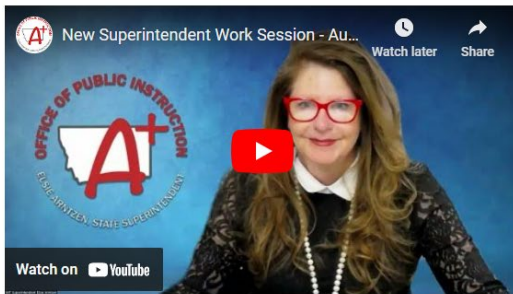 A+
New Superintendent Work Session - Au...
Watch later
Share
OFFICE OF PUBLIC INSTRUCTION
A+
ELSIE ARNTZEN, STATE SUPERINTENDENT
Watch on YouTube